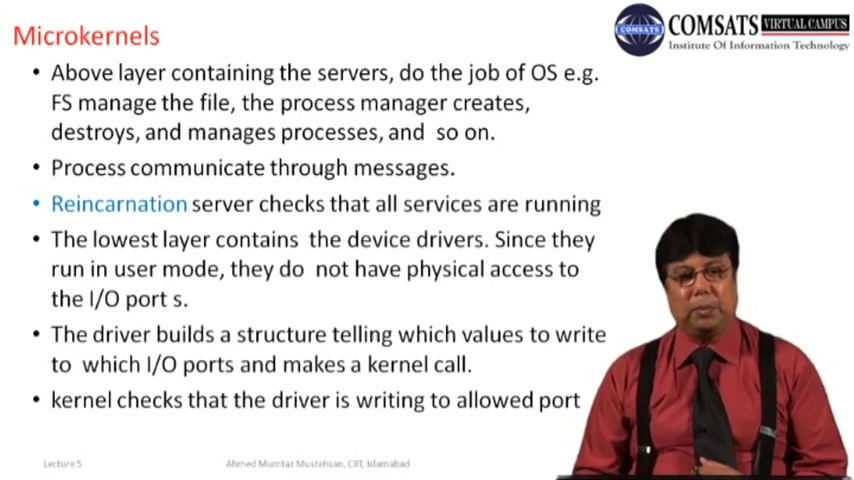 Microkernels
COMSATS VIRTUAL CAMPUS
Institute Of Information Technology
COMSATS
• Above layer containing the servers, do the job of OS e.g.
FS manage the file, the process manager creates,
destroys, and manages processes, and so on.
• Process communicate through messages.
• Reincarnation server checks that all services are running
• The lowest layer contains the device drivers. Since they
run in user mode, they do not have physical access to
the I/O port s.
• The driver builds a structure telling which values to write
to which I/O ports and makes a kernel call.
• kernel checks that the driver is writing to allowed port
Lecture 5
Ahmed Mumtaz Mustehsan, CIIT, Islamabad